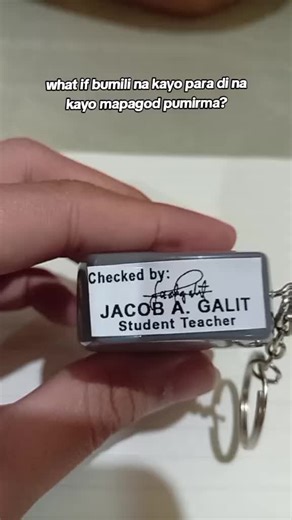 what if bumili na kayo para di na
kayo mapagod pumirma?
Checked by:
JACOB A. GALIT
Student Teacher